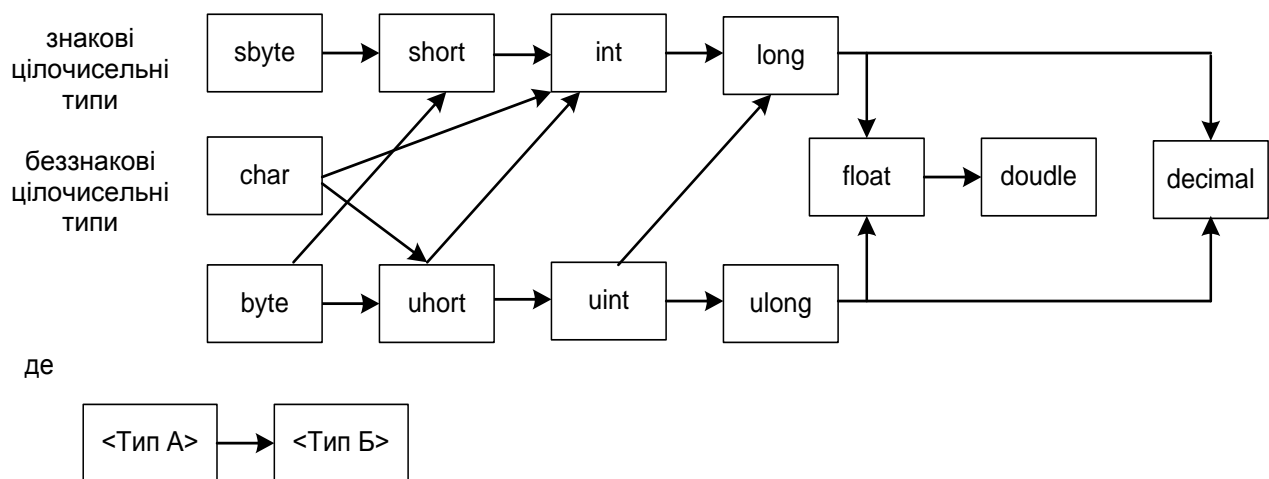 знакові
цілочисельні
типи
sbyte
short
int
long
беззнакові
цілочисельні
типи
char
float
doudle
decimal
byte
uhort
uint
ulong
де
<Тип А>
<Тип Б>